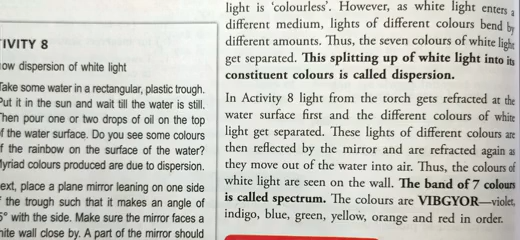 IVITY 8
ow dispersion of white light
Take some water in a rectangular, plastic trough.
Put it in the sun and wait till the water is still.
Then pour one or two drops of oil on the top
f the water surface. Do you see some colours
f the rainbow on the surface of the water?
Myriad colours produced are due to dispersion.
ext, place a plane mirror leaning on one side
f the trough such that it makes an angle of
5° with the side. Make sure the mirror faces a
hite wall close by. A part of the mirror should
light is 'colourless'. However, as white light enters a
different medium, lights of different colours bend by
different amounts. Thus, the seven colours of white light
get separated. This splitting up of white light into its
constituent colours is called dispersion.
In Activity 8 light from the torch gets refracted at the
water surface first and the different colours of white
light get separated. These lights of different colours are
then reflected by the mirror and are refracted again as
they move out of the water into air. Thus, the colours of
white light are seen on the wall. The band of 7 colours
is called spectrum. The colours are VIBGYOR—violet,
indigo, blue, green, yellow, orange and red in order.